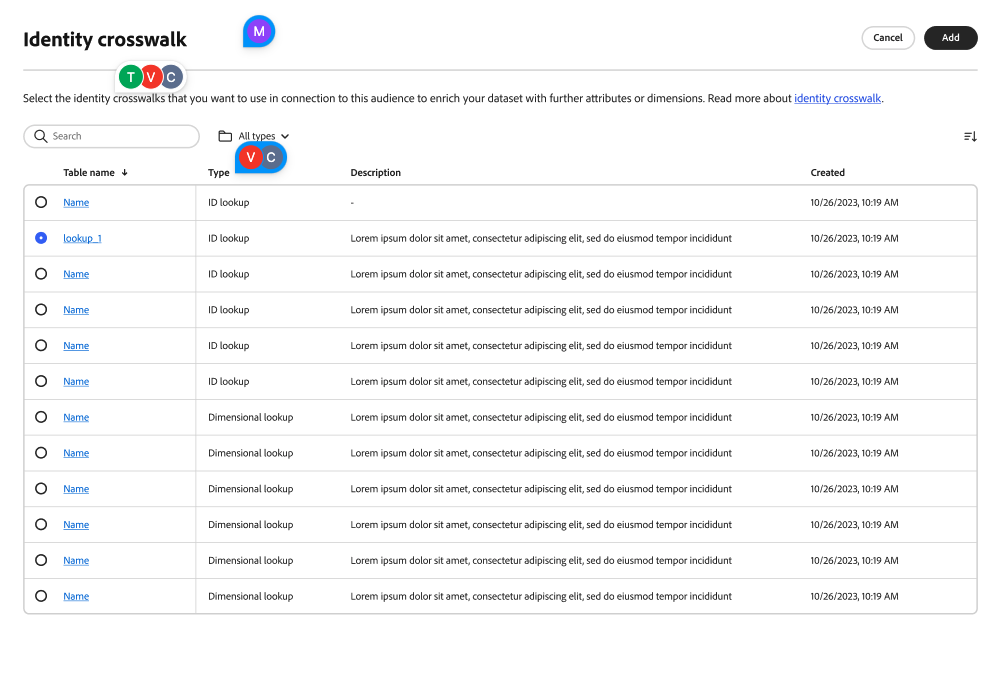 Identity crosswalk
M
Cancel
Add
T V C
Select the identity crosswalks that you want to use in connection to this audience to enrich your dataset with further attributes or dimensions. Read more about identity crosswalk.
Search
All types
V C
Table name Type Description Created
Name ID lookup - 10/26/2023, 10:19 AM
lookup_1 ID lookup Lorem ipsum dolor sit amet, consectetur adipiscing elit, sed do eiusmod tempor incididunt 10/26/2023, 10:19 AM
Name ID lookup Lorem ipsum dolor sit amet, consectetur adipiscing elit, sed do eiusmod tempor incididunt 10/26/2023, 10:19 AM
Name ID lookup Lorem ipsum dolor sit amet, consectetur adipiscing elit, sed do eiusmod tempor incididunt 10/26/2023, 10:19 AM
Name ID lookup Lorem ipsum dolor sit amet, consectetur adipiscing elit, sed do eiusmod tempor incididunt 10/26/2023, 10:19 AM
Name ID lookup Lorem ipsum dolor sit amet, consectetur adipiscing elit, sed do eiusmod tempor incididunt 10/26/2023, 10:19 AM
Name Dimensional lookup Lorem ipsum dolor sit amet, consectetur adipiscing elit, sed do eiusmod tempor incididunt 10/26/2023, 10:19 AM
Name Dimensional lookup Lorem ipsum dolor sit amet, consectetur adipiscing elit, sed do eiusmod tempor incididunt 10/26/2023, 10:19 AM
Name Dimensional lookup Lorem ipsum dolor sit amet, consectetur adipiscing elit, sed do eiusmod tempor incididunt 10/26/2023, 10:19 AM
Name Dimensional lookup Lorem ipsum dolor sit amet, consectetur adipiscing elit, sed do eiusmod tempor incididunt 10/26/2023, 10:19 AM
Name Dimensional lookup Lorem ipsum dolor sit amet, consectetur adipiscing elit, sed do eiusmod tempor incididunt 10/26/2023, 10:19 AM
Name Dimensional lookup Lorem ipsum dolor sit amet, consectetur adipiscing elit, sed do eiusmod tempor incididunt 10/26/2023, 10:19 AM